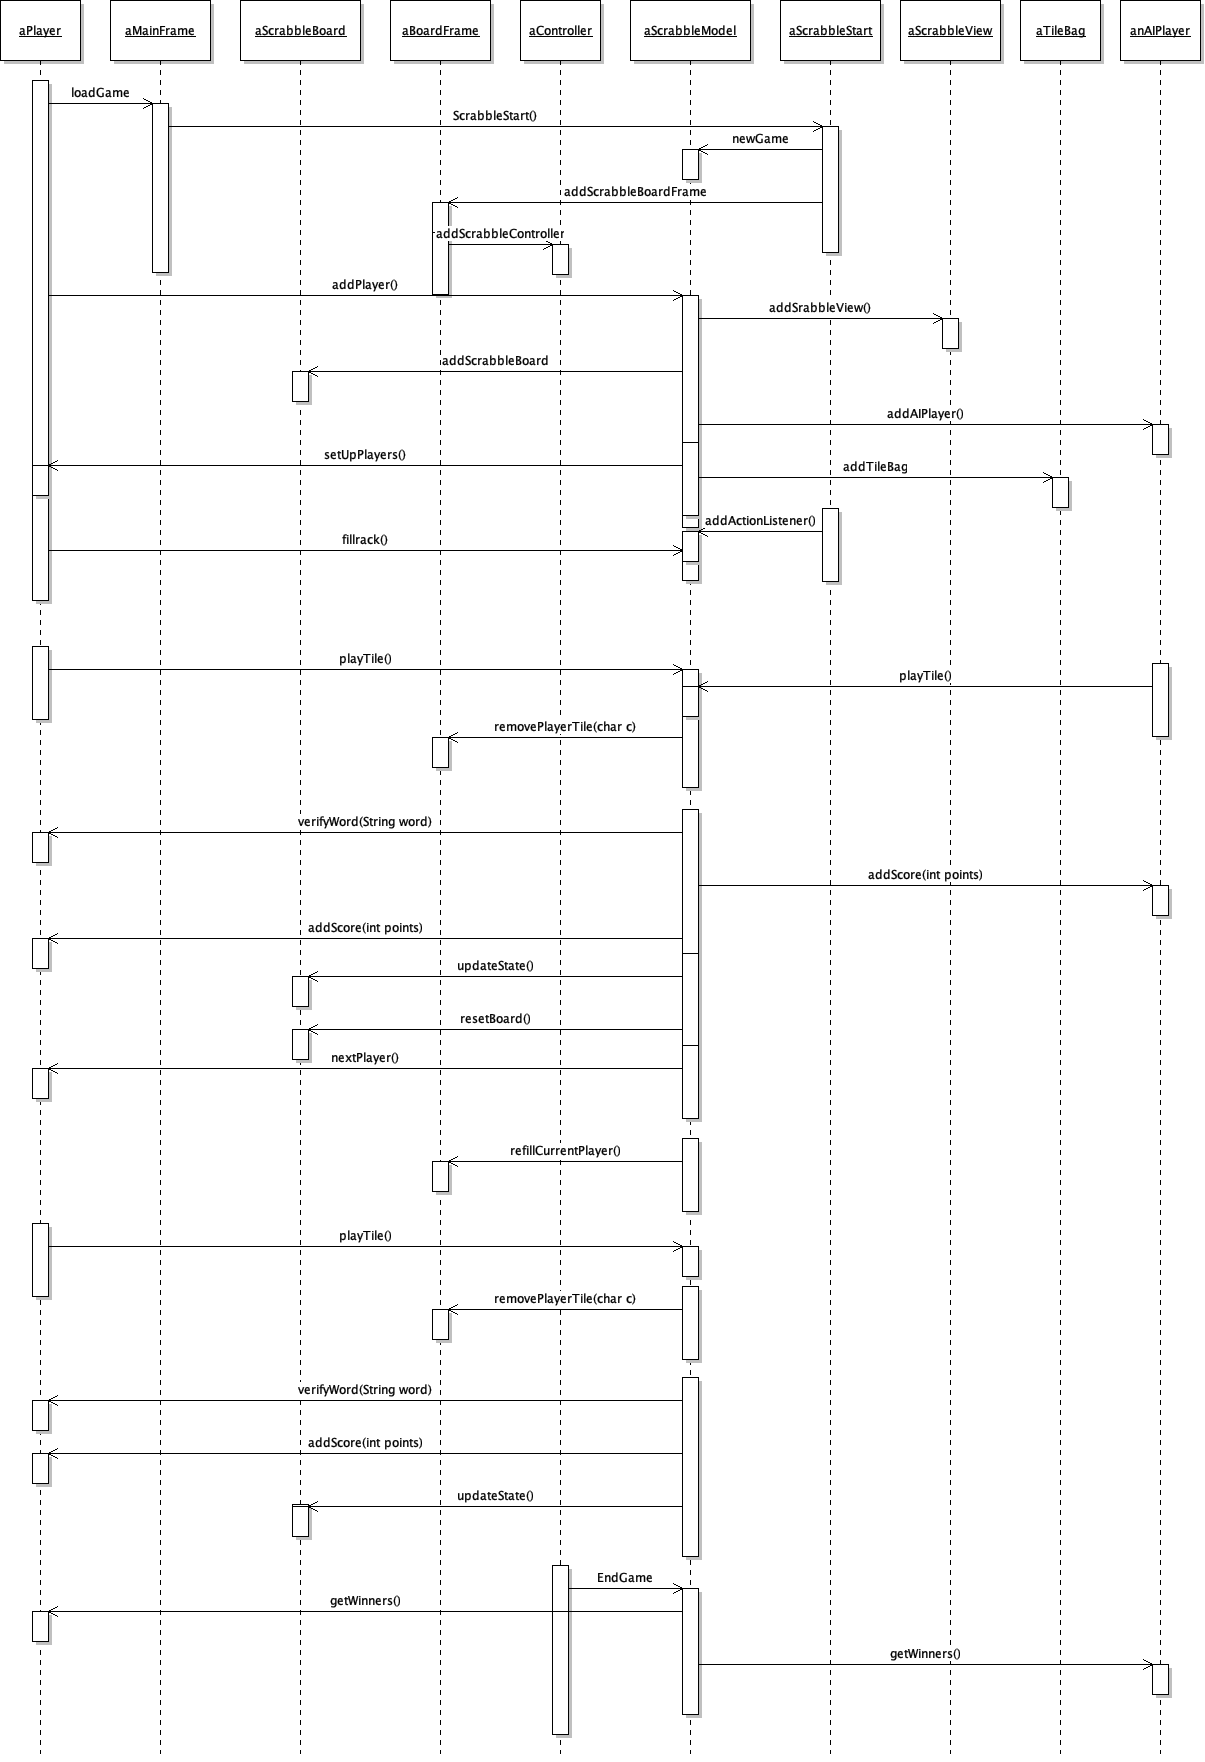 aPlayer
aMainFrame
aScrabbleBoard
aBoardFrame
aController
aScrabbleModel
aScrabbleStart
aScrabbleView
aTileBag
anAIPlayer
loadGame
ScrabbleStart()
newGame
addScrabbleBoardFrame
addScrabbleController
addPlayer()
addSrabbleView()
addScrabbleBoard
addAIPlayer()
setUpPlayers()
addTileBag
addActionListener()
fillrack()
playTile()
playTile()
removePlayerTile(char c)
verifyWord(String word)
addScore(int points)
addScore(int points)
updateState()
resetBoard()
nextPlayer()
refillCurrentPlayer()
playTile()
removePlayerTile(char c)
verifyWord(String word)
addScore(int points)
updateState()
EndGame
getWinners()
getWinners()